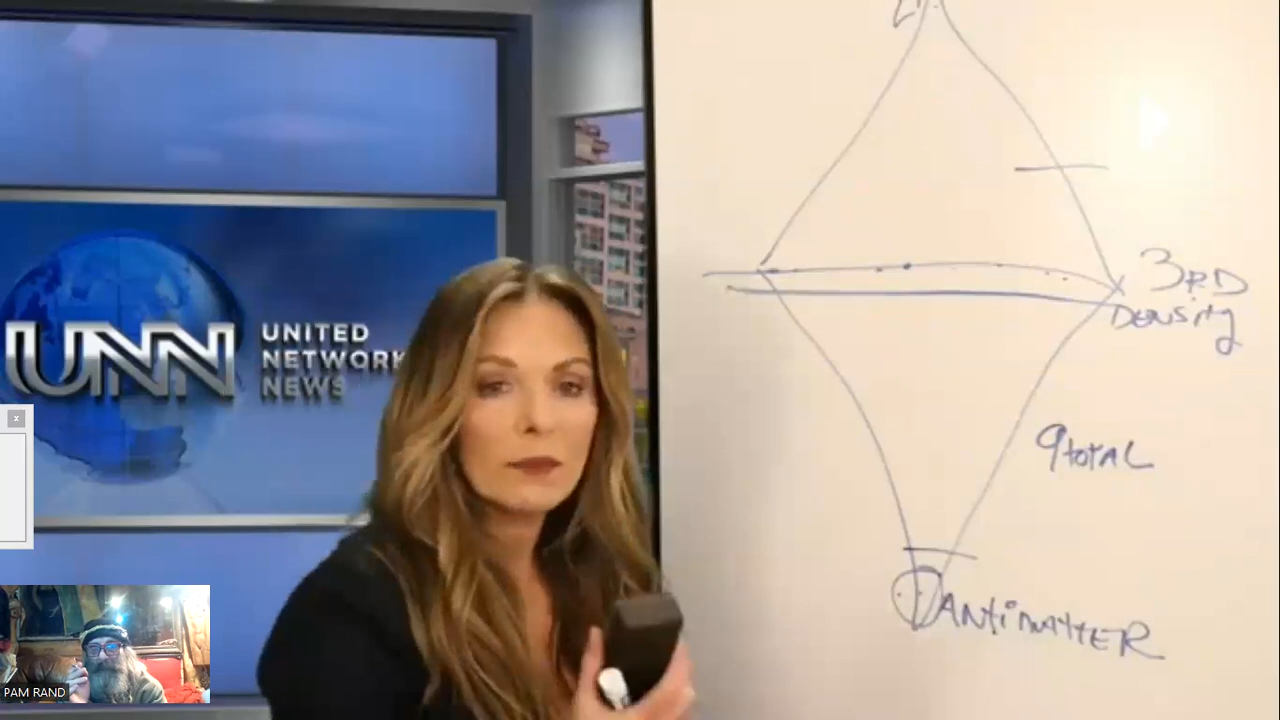 UNN
UNITED
NETWORK
NEWS
3RD
DENSITY
9 TOTAL
ANTIMATTER
x
PAM RAND